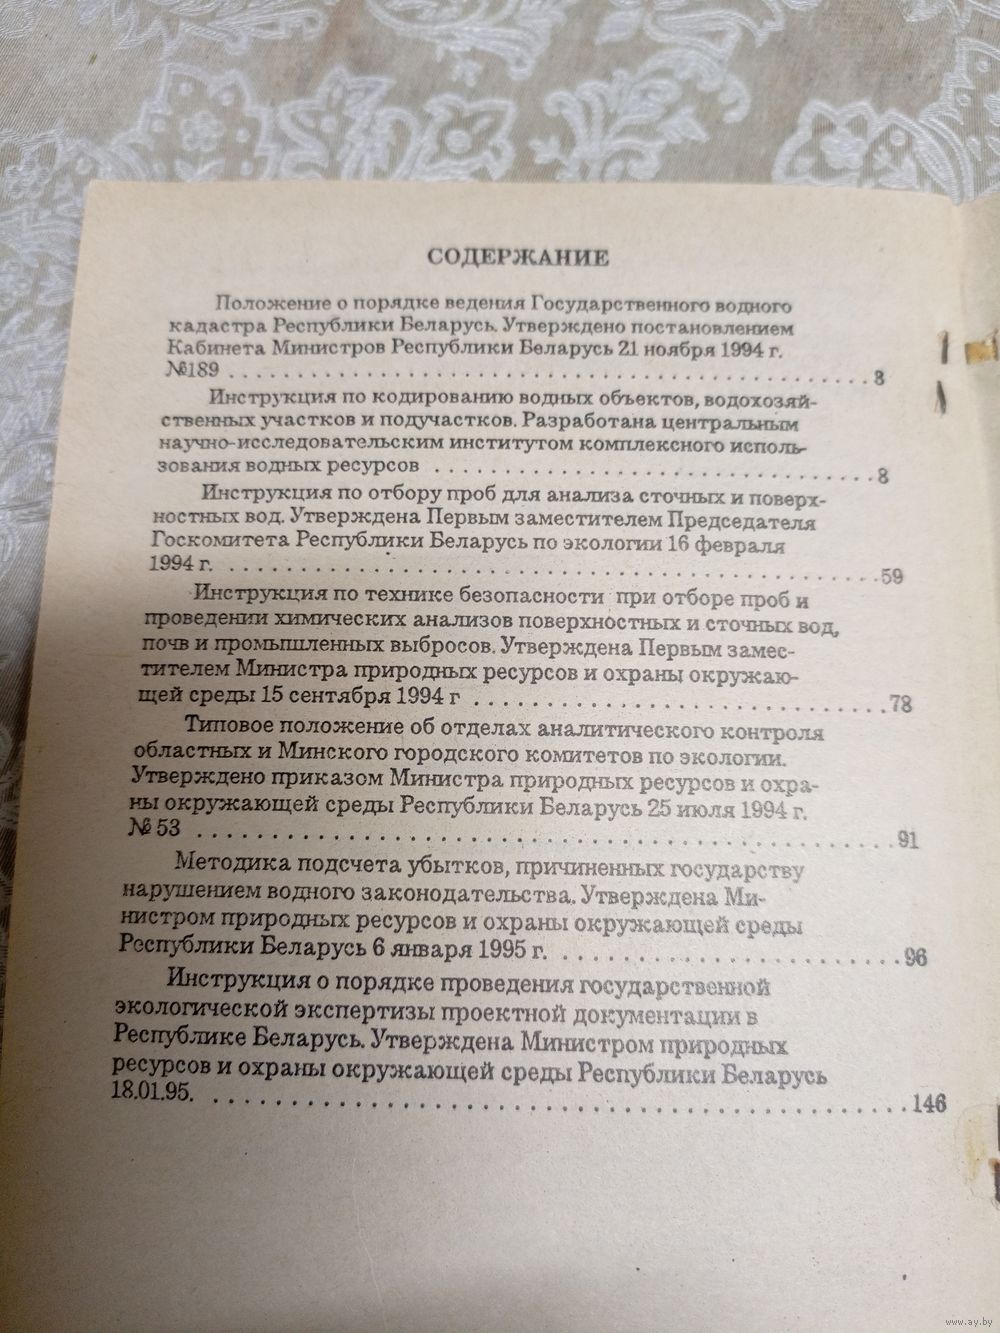 СОДЕРЖАНИЕ
Положение о порядке ведения Государственного водного
кадастра Республики Беларусь. Утверждено постановлением
Кабинета Министров Республики Беларусь 21 ноября 1994 г.
№189 . . . . . . . . . . . . . . . . . . . . . . . . . . . . . . . . . . . . . . . . 3
Инструкция по кодированию водных объектов, водохозяй-
ственных участков и подучастков. Разработана центральным
научно-исследовательским институтом комплексного исполь-
зования водных ресурсов . . . . . . . . . . . . . . . . . . . . . . . . . . . 8
Инструкция по отбору проб для анализа сточных и поверх-
ностных вод. Утверждена Первым заместителем Председателя
Госкомитета Республики Беларусь по экологии 16 февраля
1994 г. . . . . . . . . . . . . . . . . . . . . . . . . . . . . . . . . . . . . . . . . 59
Инструкция по технике безопасности при отборе проб и
проведении химических анализов поверхностных и сточных вод,
почв и промышленных выбросов. Утверждена Первым замес-
тителем Министра природных ресурсов и охраны окружаю-
щей среды 15 сентября 1994 г . . . . . . . . . . . . . . . . . . . . . . . . 78
Типовое положение об отделах аналитического контроля
областных и Минского городского комитетов по экологии.
Утверждено приказом Министра природных ресурсов и охра-
ны окружающей среды Республики Беларусь 25 июля 1994 г.
№ 53 . . . . . . . . . . . . . . . . . . . . . . . . . . . . . . . . . . . . . . . . 91
Методика подсчета убытков, причиненных государству
нарушением водного законодательства. Утверждена Ми-
нистром природных ресурсов и охраны окружающей среды
Республики Беларусь 6 января 1995 г. . . . . . . . . . . . . . . . . . . . 96
Инструкция о порядке проведения государственной
экологической экспертизы проектной документации в
Республике Беларусь. Утверждена Министром природных
ресурсов и охраны окружающей среды Республики Беларусь
18.01.95. . . . . . . . . . . . . . . . . . . . . . . . . . . . . . . . . . . . . . . . 146
www.ay.by